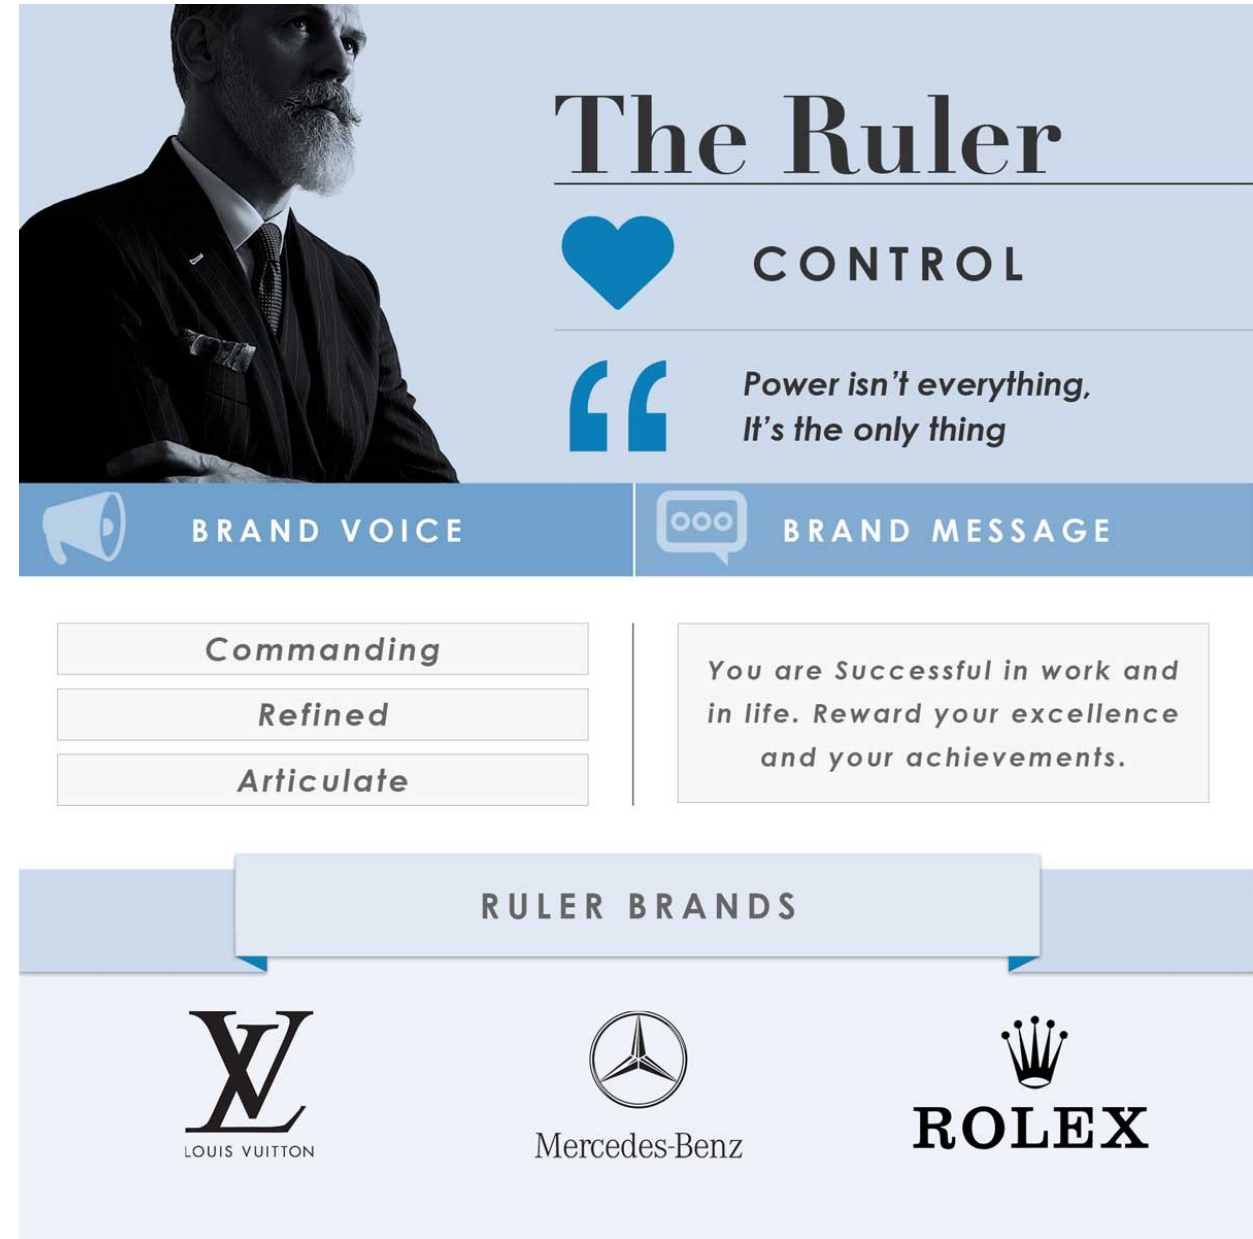 The Ruler
CONTROL
Power isn't everything,
It's the only thing
BRAND VOICE
BRAND MESSAGE
Commanding
Refined
Articulate
You are Successful in work and
in life. Reward your excellence
and your achievements.
RULER BRANDS
LV
LOUIS VUITTON
Mercedes-Benz
ROLEX